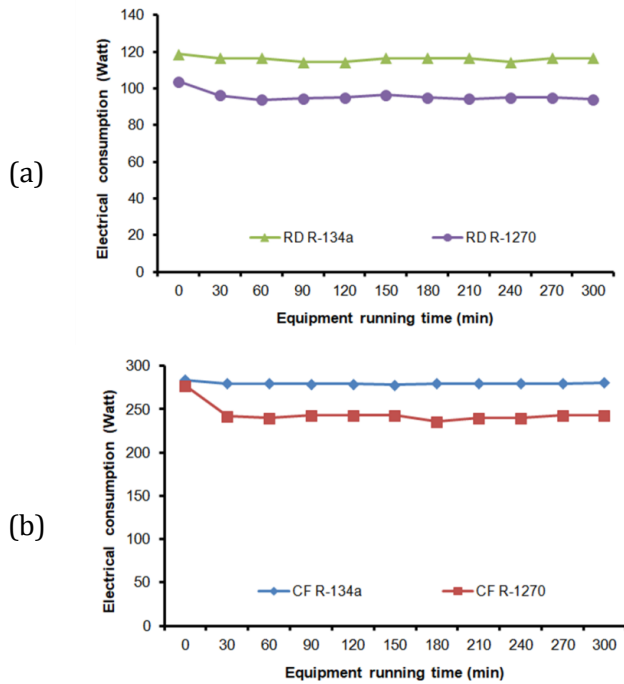 (a)
Electrical consumption (Watt)
140
120
100
80
60
40
20
0
RD R-134a
RD R-1270
0 30 60 90 120 150 180 210 240 270 300
Equipment running time (min)
(b)
Electrical consumption (Watt)
300
250
200
150
100
50
0
CF R-134a
CF R-1270
0 30 60 90 120 150 180 210 240 270 300
Equipment running time (min)